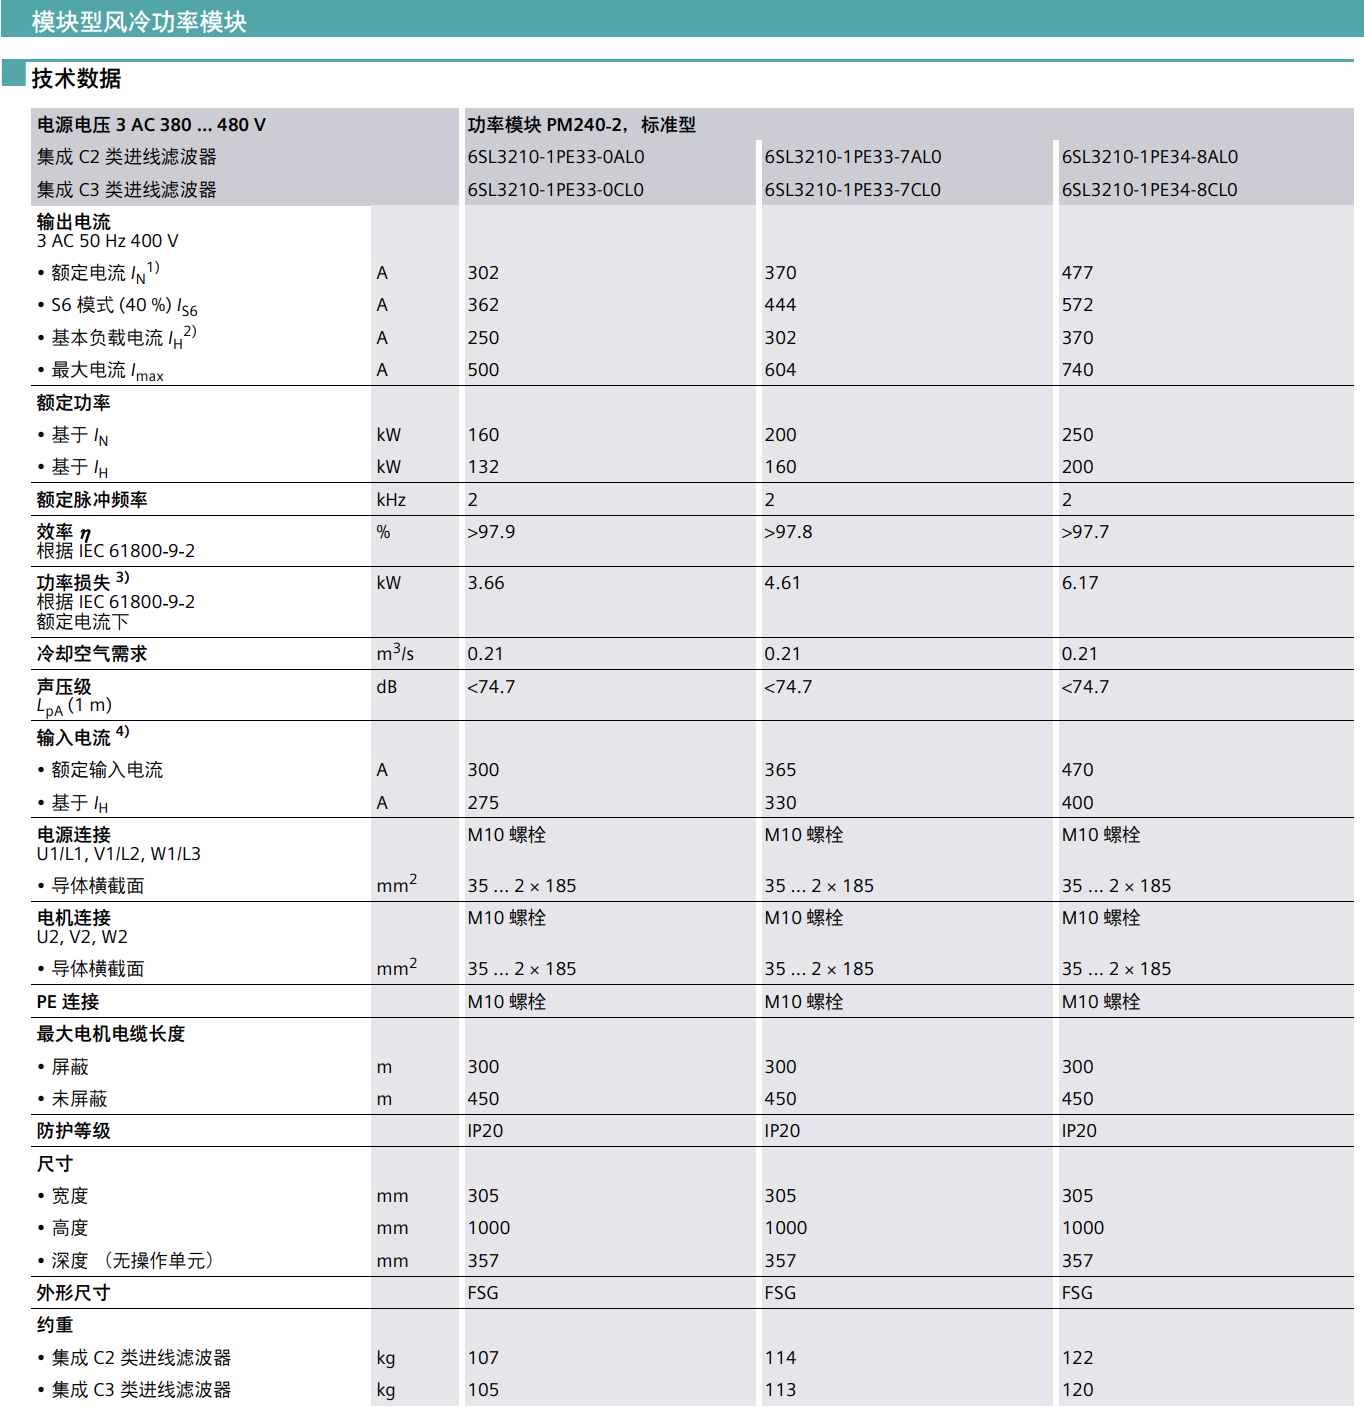 模块型风冷功率模块
技术数据
电源电压 3 AC 380 ... 480 V 功率模块 PM240-2，标准型
集成 C2 类进线滤波器 6SL3210-1PE33-0AL0 6SL3210-1PE33-7AL0 6SL3210-1PE34-8AL0
集成 C3 类进线滤波器 6SL3210-1PE33-0CL0 6SL3210-1PE33-7CL0 6SL3210-1PE34-8CL0
输出电流
3 AC 50 Hz 400 V
• 额定电流 I_N ^1) A 302 370 477
• S6 模式 (40 %) I_S6 A 362 444 572
• 基本负载电流 I_H ^2) A 250 302 370
• 最大电流 I_max A 500 604 740
额定功率
• 基于 I_N kW 160 200 250
• 基于 I_H kW 132 160 200
额定脉冲频率 kHz 2 2 2
效率 η % >97.9 >97.8 >97.7
根据 IEC 61800-9-2
功率损失 ^3) kW 3.66 4.61 6.17
根据 IEC 61800-9-2
额定电流下
冷却空气需求 m³/s 0.21 0.21 0.21
声压级 dB <74.7 <74.7 <74.7
L_pA (1 m)
输入电流 ^4)
• 额定输入电流 A 300 365 470
• 基于 I_H A 275 330 400
电源连接 M10 螺栓 M10 螺栓 M10 螺栓
U1/L1, V1/L2, W1/L3
• 导体横截面 mm² 35 ... 2 × 185 35 ... 2 × 185 35 ... 2 × 185
电机连接 M10 螺栓 M10 螺栓 M10 螺栓
U2, V2, W2
• 导体横截面 mm² 35 ... 2 × 185 35 ... 2 × 185 35 ... 2 × 185
PE 连接 M10 螺栓 M10 螺栓 M10 螺栓
最大电机电缆长度
• 屏蔽 m 300 300 300
• 未屏蔽 m 450 450 450
防护等级 IP20 IP20 IP20
尺寸
• 宽度 mm 305 305 305
• 高度 mm 1000 1000 1000
• 深度 （无操作单元） mm 357 357 357
外形尺寸 FSG FSG FSG
约重
• 集成 C2 类进线滤波器 kg 107 114 122
• 集成 C3 类进线滤波器 kg 105 113 120